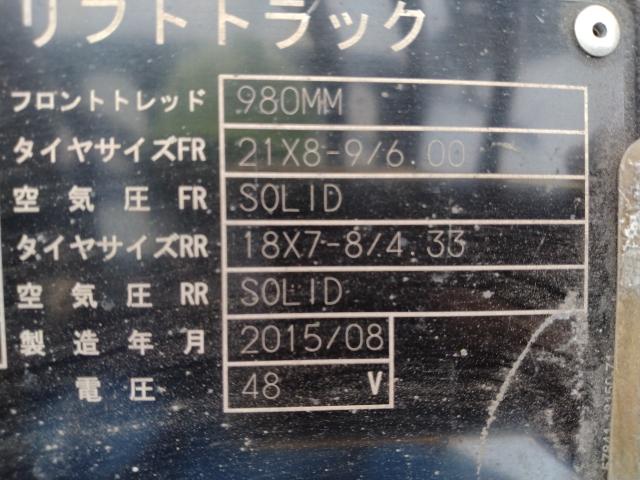 リフトトラック
フロントトレッド 980MM
タイヤサイズFR 21X8-9/6.00
空気圧 FR SOLID
タイヤサイズRR 18X7-8/4.33
空気圧 RR SOLID
製造年月 2015/08
電圧 48 V